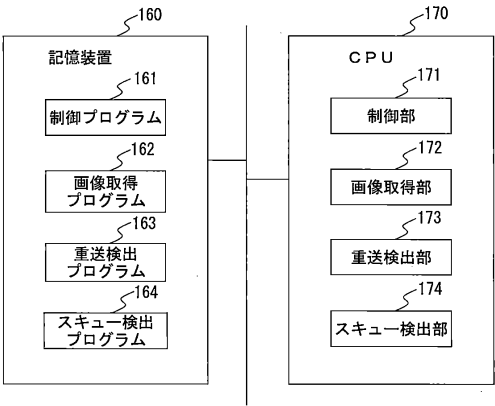 160
記憶装置
161
制御プログラム
162
画像取得
プログラム
163
重送検出
プログラム
164
スキュー検出
プログラム
170
CPU
171
制御部
172
画像取得部
173
重送検出部
174
スキュー検出部